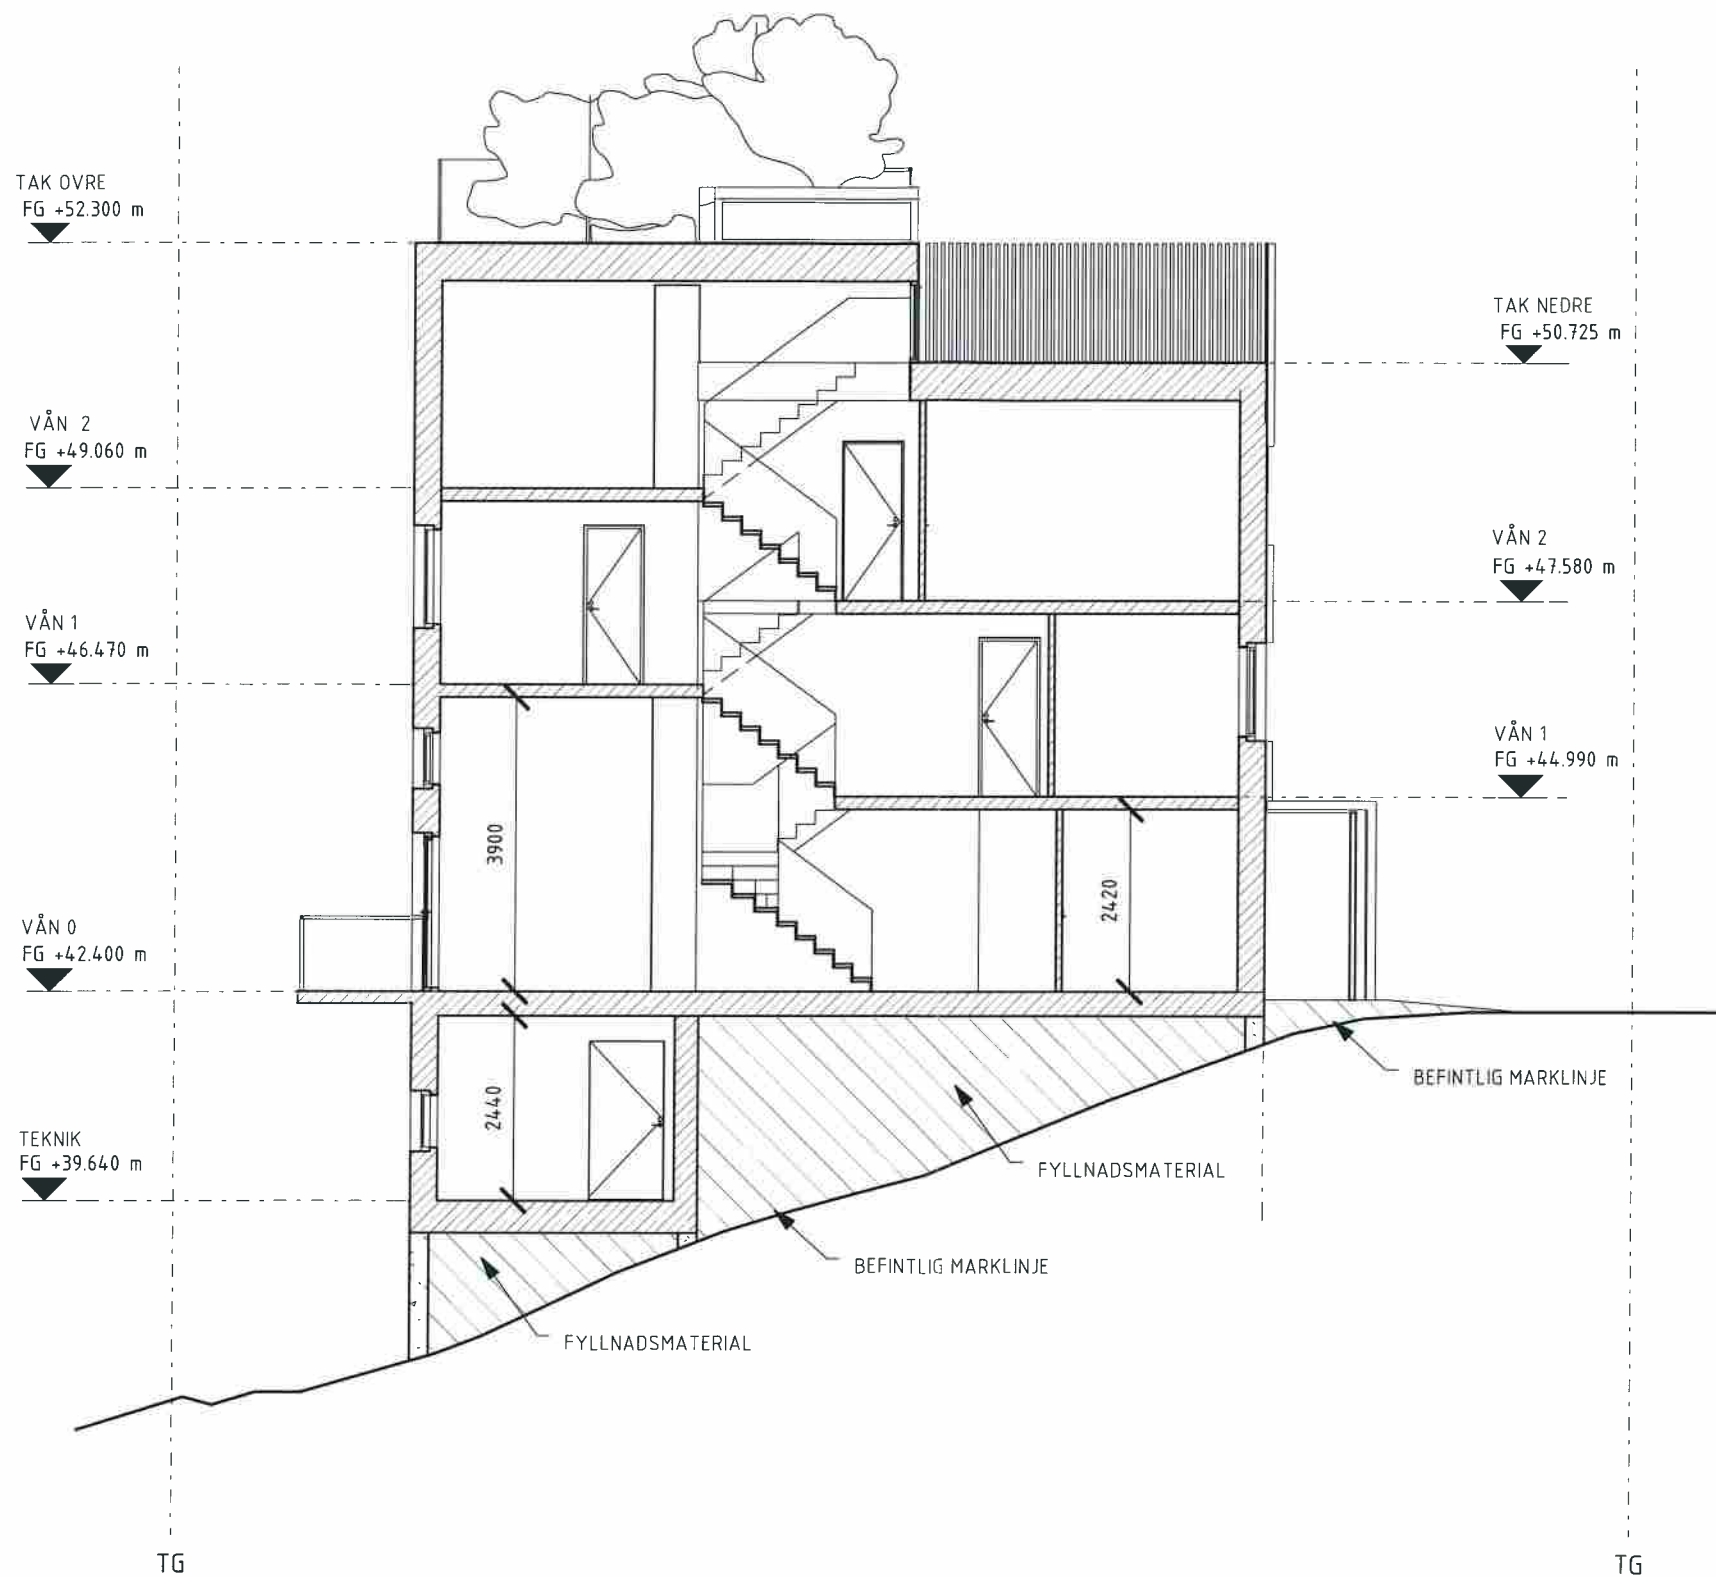 TAK OVRE
FG +52.300 m
TAK NEDRE
FG +50.725 m
VÅN 2
FG +49.060 m
VÅN 2
FG +47.580 m
VÅN 1
FG +46.470 m
VÅN 1
FG +44.990 m
3900
2420
VÅN 0
FG +42.400 m
BEFINTLIG MARKLINJE
2440
TEKNIK
FG +39.640 m
FYLLNADSMATERIAL
BEFINTLIG MARKLINJE
FYLLNADSMATERIAL
TG
TG